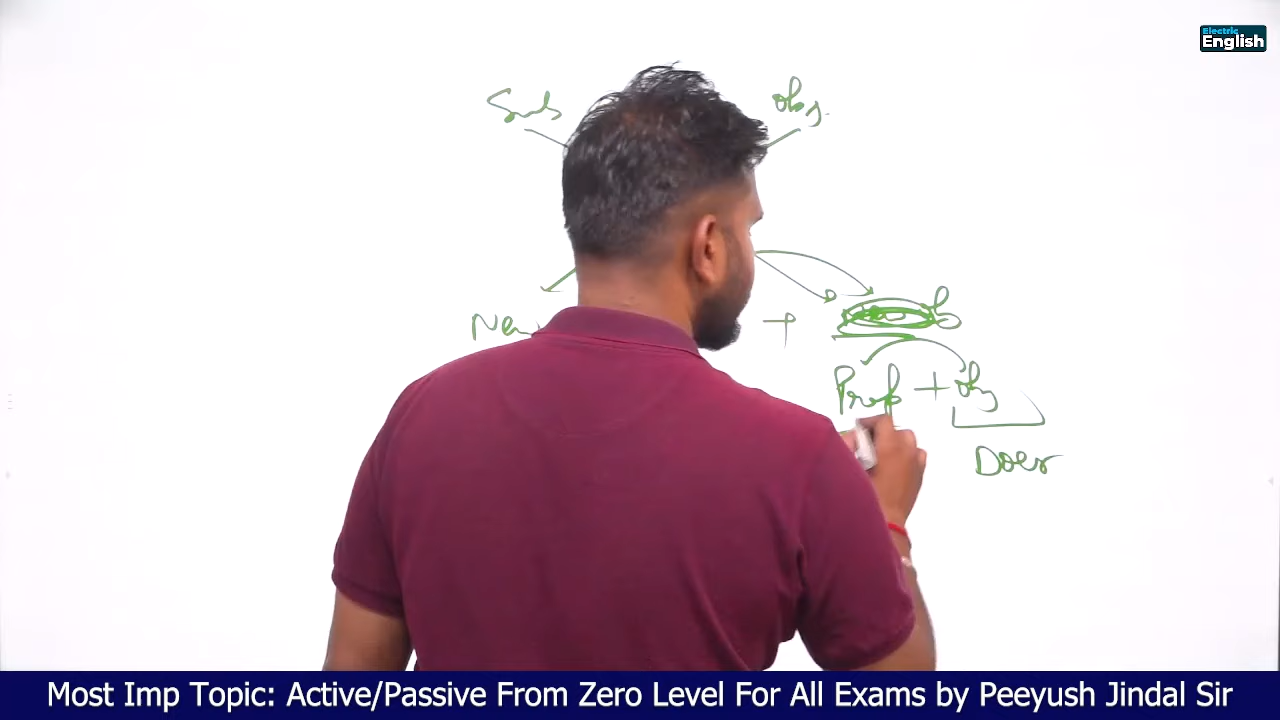 Electric
English
Sub obj.
New +
Prep + obj
Doer
Most Imp Topic: Active/Passive From Zero Level For All Exams by Peeyush Jindal Sir